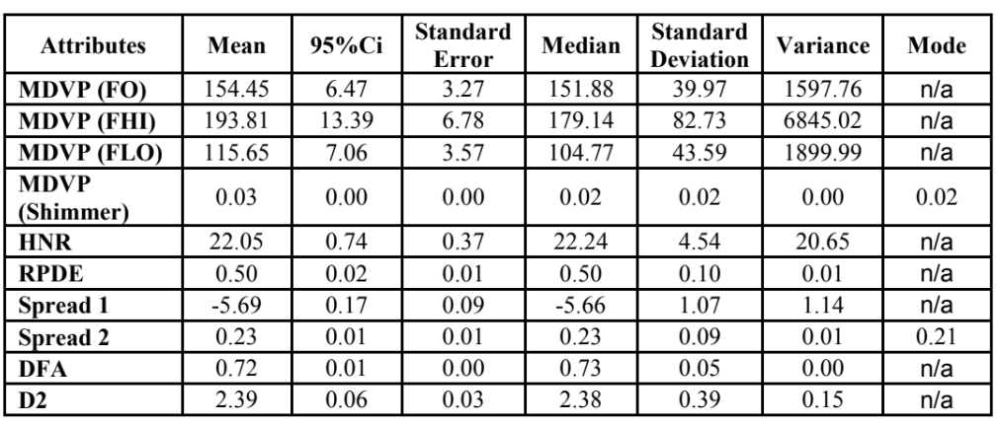 Attributes Mean 95%Ci Standard Error Median Standard Deviation Variance Mode
MDVP (FO) 154.45 6.47 3.27 151.88 39.97 1597.76 n/a
MDVP (FHI) 193.81 13.39 6.78 179.14 82.73 6845.02 n/a
MDVP (FLO) 115.65 7.06 3.57 104.77 43.59 1899.99 n/a
MDVP (Shimmer) 0.03 0.00 0.00 0.02 0.02 0.00 0.02
HNR 22.05 0.74 0.37 22.24 4.54 20.65 n/a
RPDE 0.50 0.02 0.01 0.50 0.10 0.01 n/a
Spread 1 -5.69 0.17 0.09 -5.66 1.07 1.14 n/a
Spread 2 0.23 0.01 0.01 0.23 0.09 0.01 0.21
DFA 0.72 0.01 0.00 0.73 0.05 0.00 n/a
D2 2.39 0.06 0.03 2.38 0.39 0.15 n/a